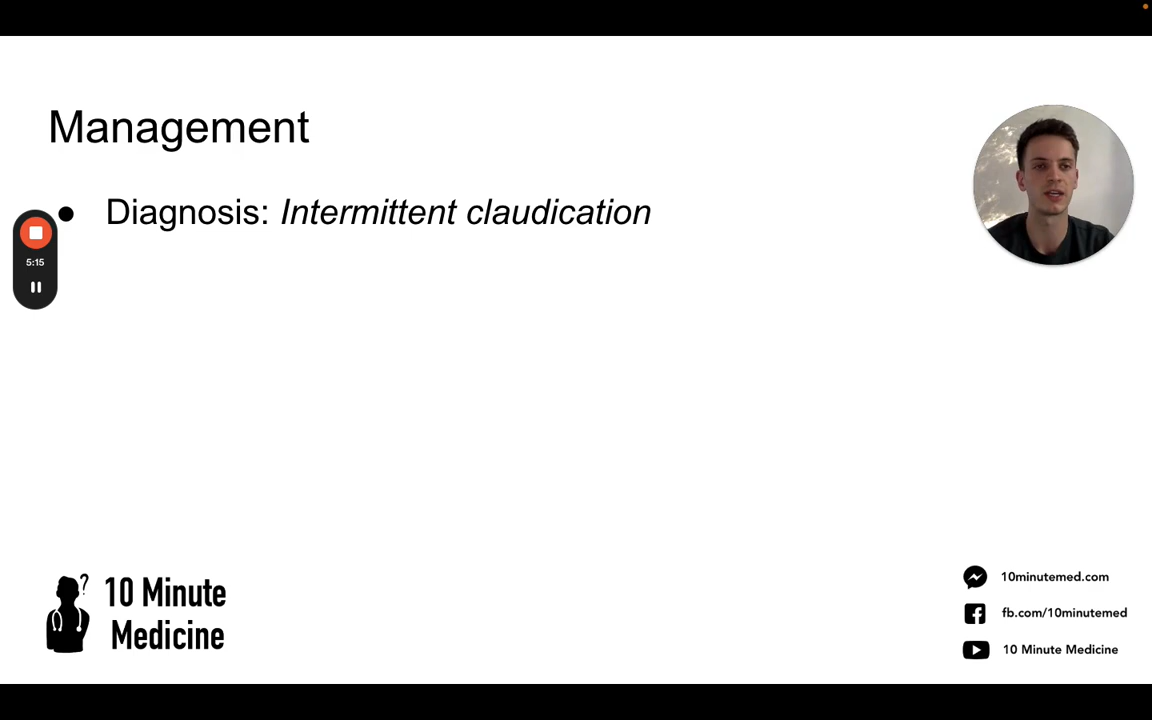 Management
● Diagnosis: Intermittent claudication
5:15
?
10 Minute
Medicine
10minutemed.com
fb.com/10minutemed
10 Minute Medicine